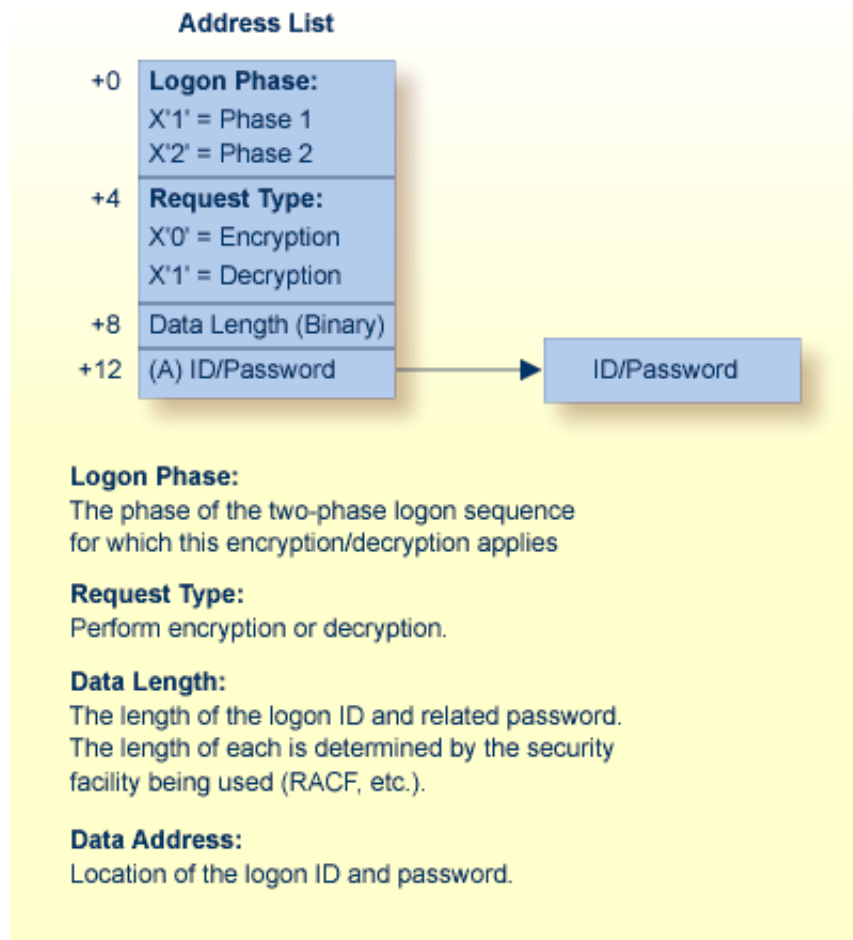 Address List
+0 Logon Phase:
X'1' = Phase 1
X'2' = Phase 2
+4 Request Type:
X'0' = Encryption
X'1' = Decryption
+8 Data Length (Binary)
+12 (A) ID/Password ID/Password
Logon Phase:
The phase of the two-phase logon sequence
for which this encryption/decryption applies
Request Type:
Perform encryption or decryption.
Data Length:
The length of the logon ID and related password.
The length of each is determined by the security
facility being used (RACF, etc.).
Data Address:
Location of the logon ID and password.